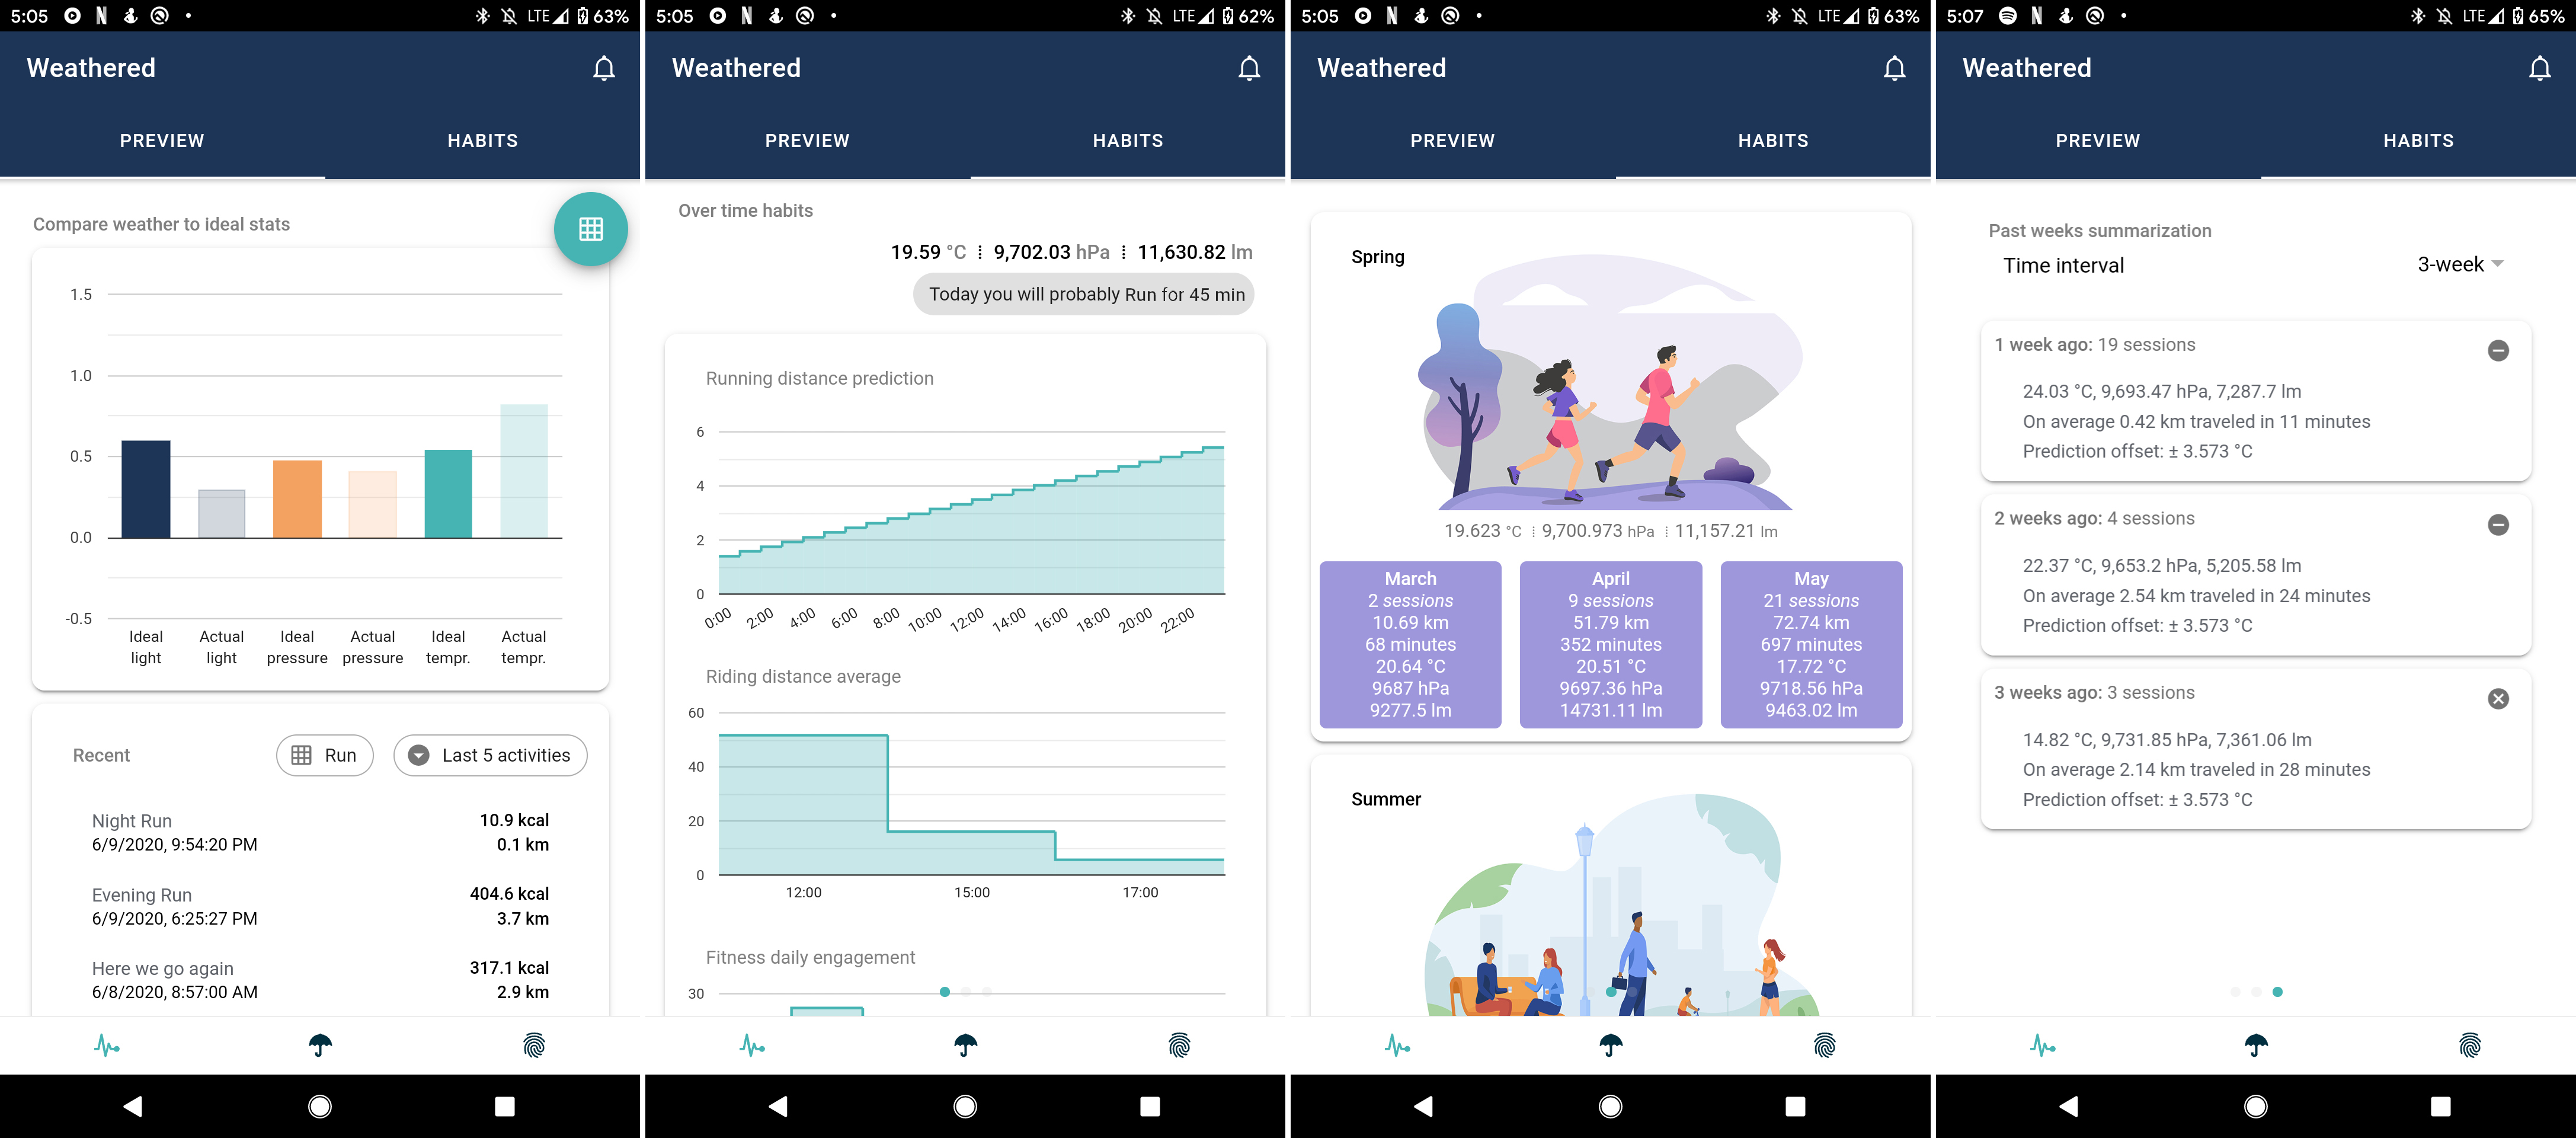 5:05
LTE 63%
Weathered
PREVIEW HABITS
Compare weather to ideal stats
1.5
1.0
0.5
0.0
-0.5
Ideal light
Actual light
Ideal pressure
Actual pressure
Ideal tempr.
Actual tempr.
Recent Run Last 5 activities
Night Run 10.9 kcal
6/9/2020, 9:54:20 PM 0.1 km
Evening Run 404.6 kcal
6/9/2020, 6:25:27 PM 3.7 km
Here we go again 317.1 kcal
6/8/2020, 8:57:00 AM 2.9 km
5:05
LTE 62%
Weathered
PREVIEW HABITS
Over time habits
19.59 °C ⁞ 9,702.03 hPa ⁞ 11,630.82 lm
Today you will probably Run for 45 min
Running distance prediction
6
4
2
0
0:00 2:00 4:00 6:00 8:00 10:00 12:00 14:00 16:00 18:00 20:00 22:00
Riding distance average
60
40
20
0
12:00 15:00 17:00
Fitness daily engagement
30
5:05
LTE 63%
Weathered
PREVIEW HABITS
Spring
19.623 °C ⁞ 9,700.973 hPa ⁞ 11,157.21 lm
March
2 sessions
10.69 km
68 minutes
20.64 °C
9687 hPa
9277.5 lm
April
9 sessions
51.79 km
352 minutes
20.51 °C
9697.36 hPa
14731.11 lm
May
21 sessions
72.74 km
697 minutes
17.72 °C
9718.56 hPa
9463.02 lm
Summer
5:07
LTE 65%
Weathered
PREVIEW HABITS
Past weeks summarization
Time interval 3-week
1 week ago: 19 sessions
24.03 °C, 9,693.47 hPa, 7,287.7 lm
On average 0.42 km traveled in 11 minutes
Prediction offset: ± 3.573 °C
2 weeks ago: 4 sessions
22.37 °C, 9,653.2 hPa, 5,205.58 lm
On average 2.54 km traveled in 24 minutes
Prediction offset: ± 3.573 °C
3 weeks ago: 3 sessions
14.82 °C, 9,731.85 hPa, 7,361.06 lm
On average 2.14 km traveled in 28 minutes
Prediction offset: ± 3.573 °C